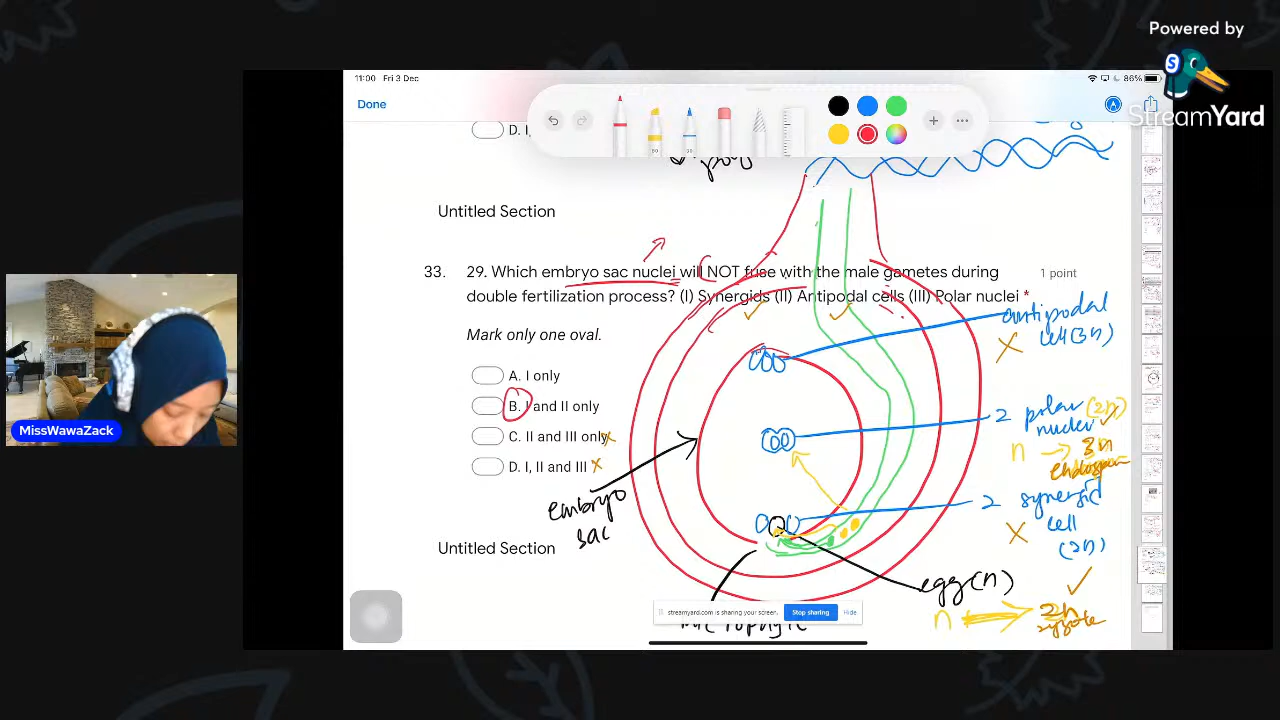 Powered by
StreamYard
11:00 Fri 3 Dec
86%
Done
D. I,
Untitled Section
33. 29. Which embryo sac nuclei will NOT fuse with the male gametes during
1 point
double fertilization process? (I) Synergids (II) Antipodal cells (III) Polar nuclei *
Mark only one oval.
A. I only
B. I and II only
C. II and III only
D. I, II and III
antipodal
cell (3n)
2 polar (2n)
nuclei
n → 3n
2 synergid
cell
(2n)
embryo
sac
egg (n)
n → 2n
zygote
Untitled Section
streamyard.com is sharing your screen.
Stop sharing
Hide
MissWawaZack